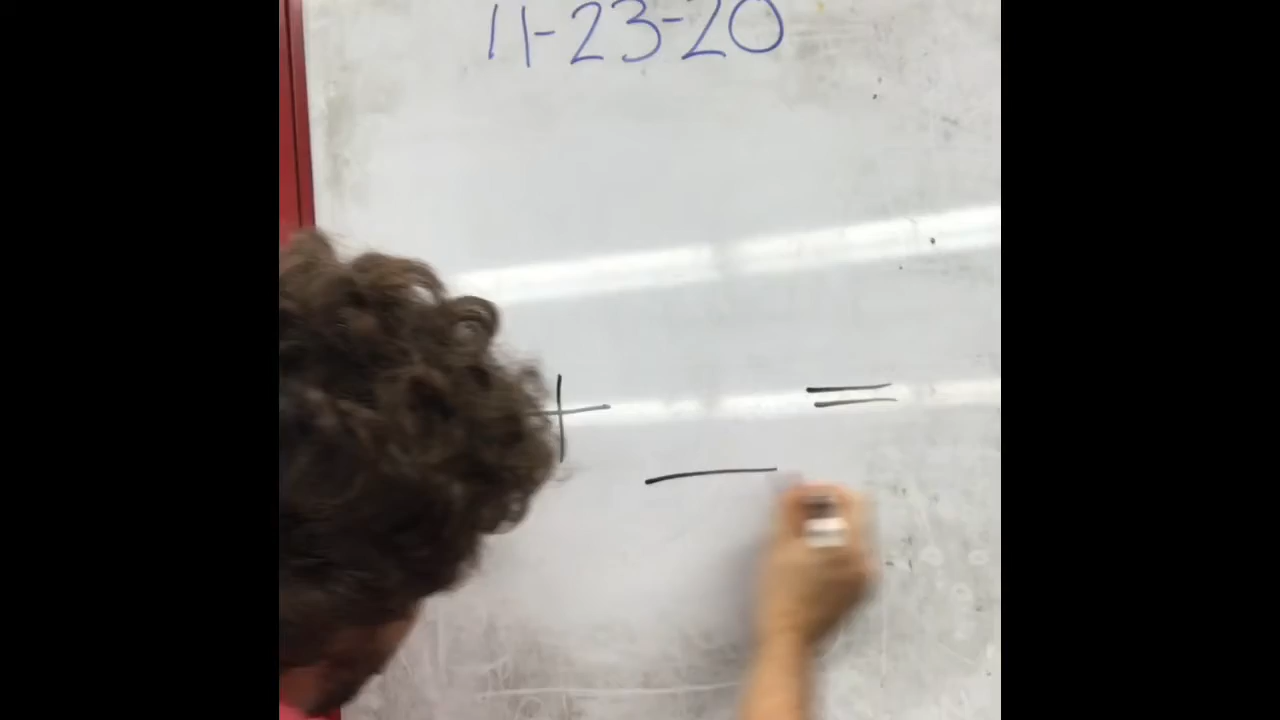 11-23-20
+ _ =